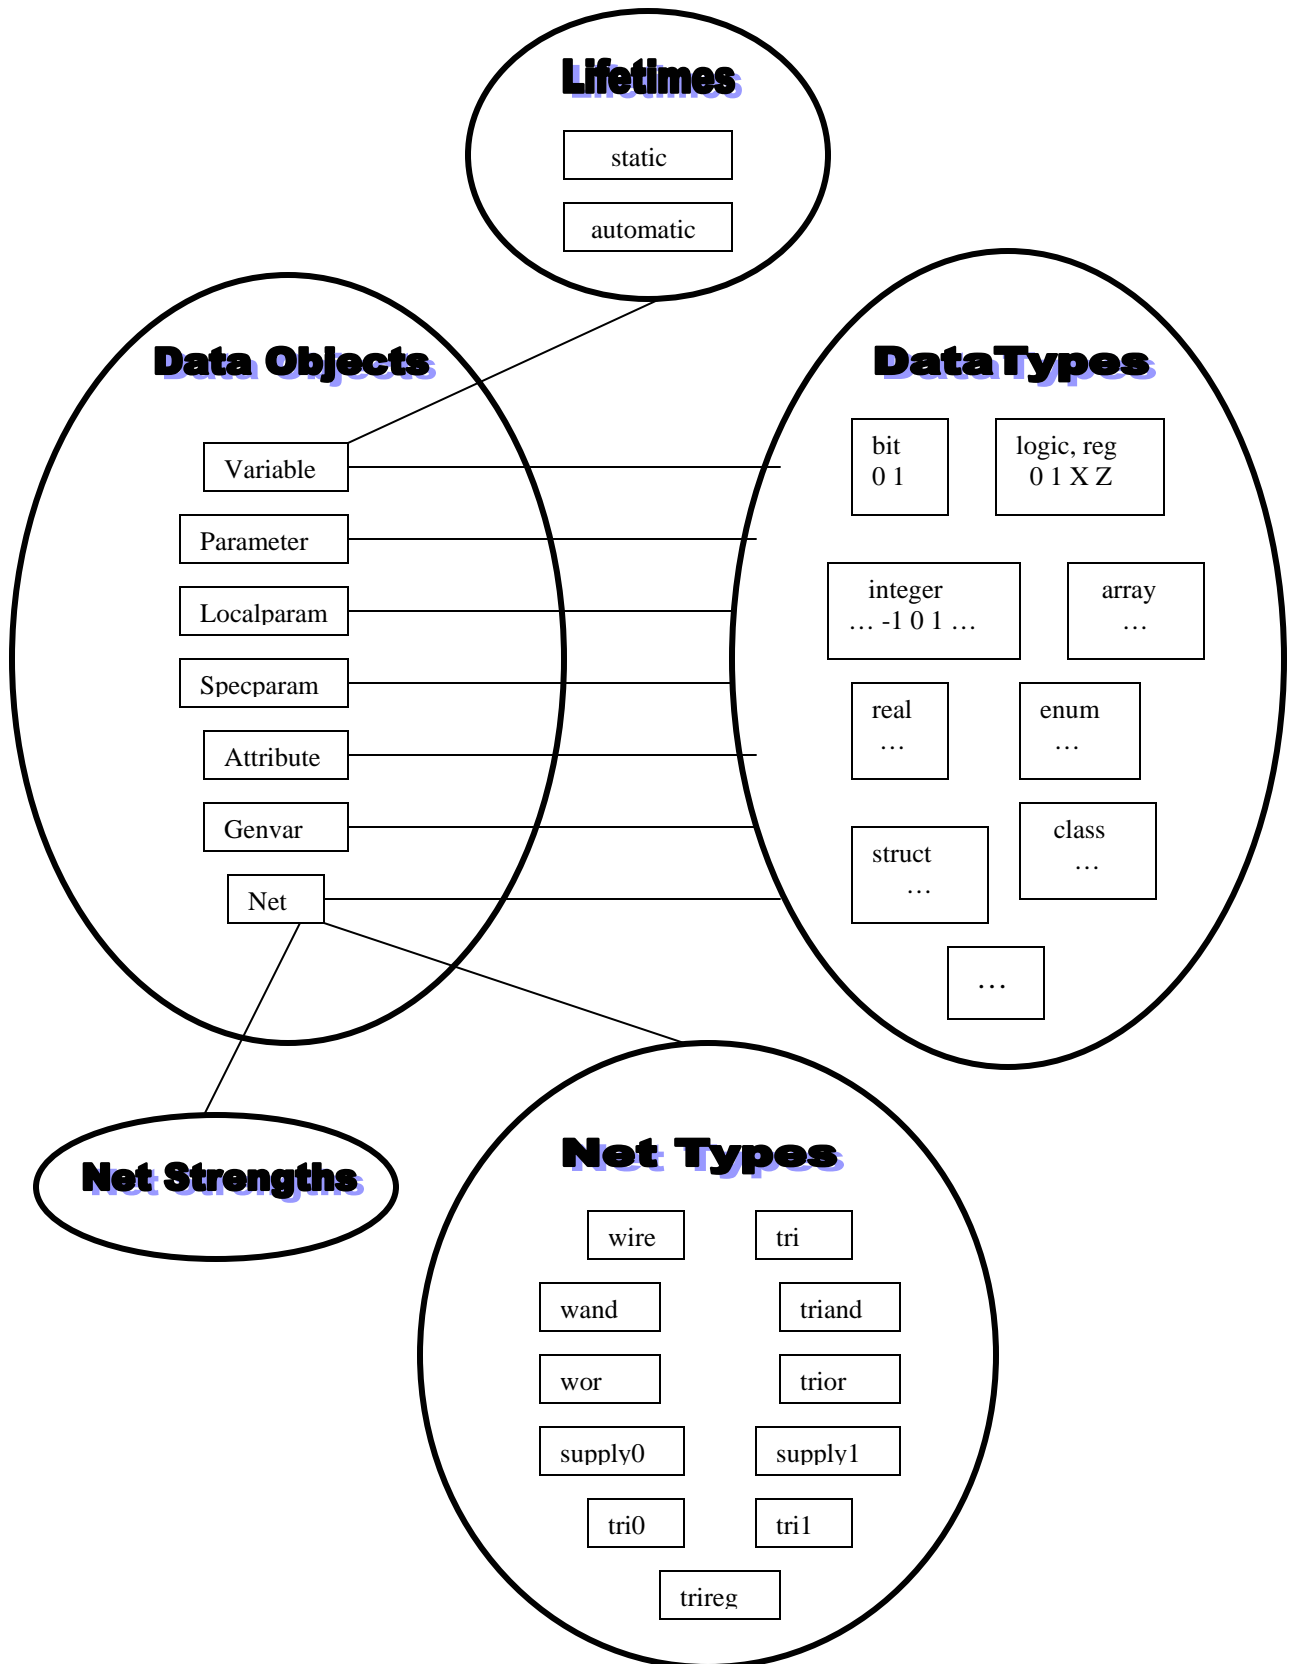 Lifetimes
static
automatic
Data Objects
Variable
Parameter
Localparam
Specparam
Attribute
Genvar
Net
DataTypes
bit
0 1
logic, reg
0 1 X Z
integer
… -1 0 1 …
array
…
real
…
enum
…
struct
…
class
…
…
Net Strengths
Net Types
wire
tri
wand
triand
wor
trior
supply0
supply1
tri0
tri1
trireg